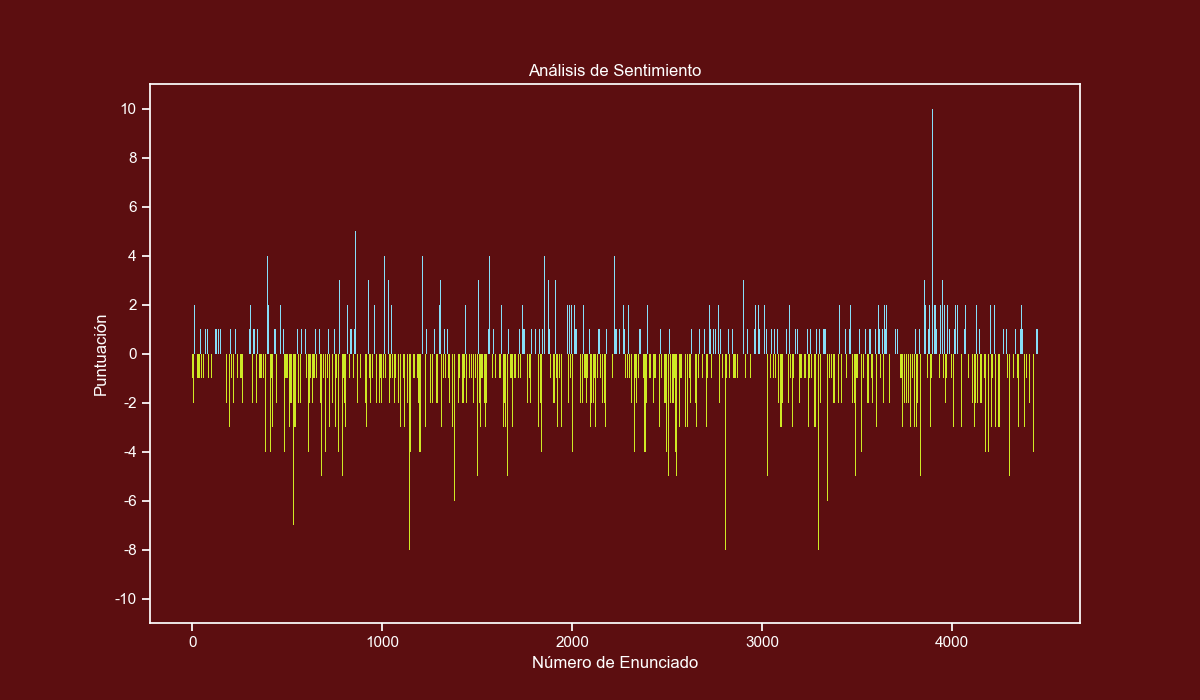 Análisis de Sentimiento
10
8
6
4
2
0
-2
-4
-6
-8
-10
Puntuación
0 1000 2000 3000 4000
Número de Enunciado